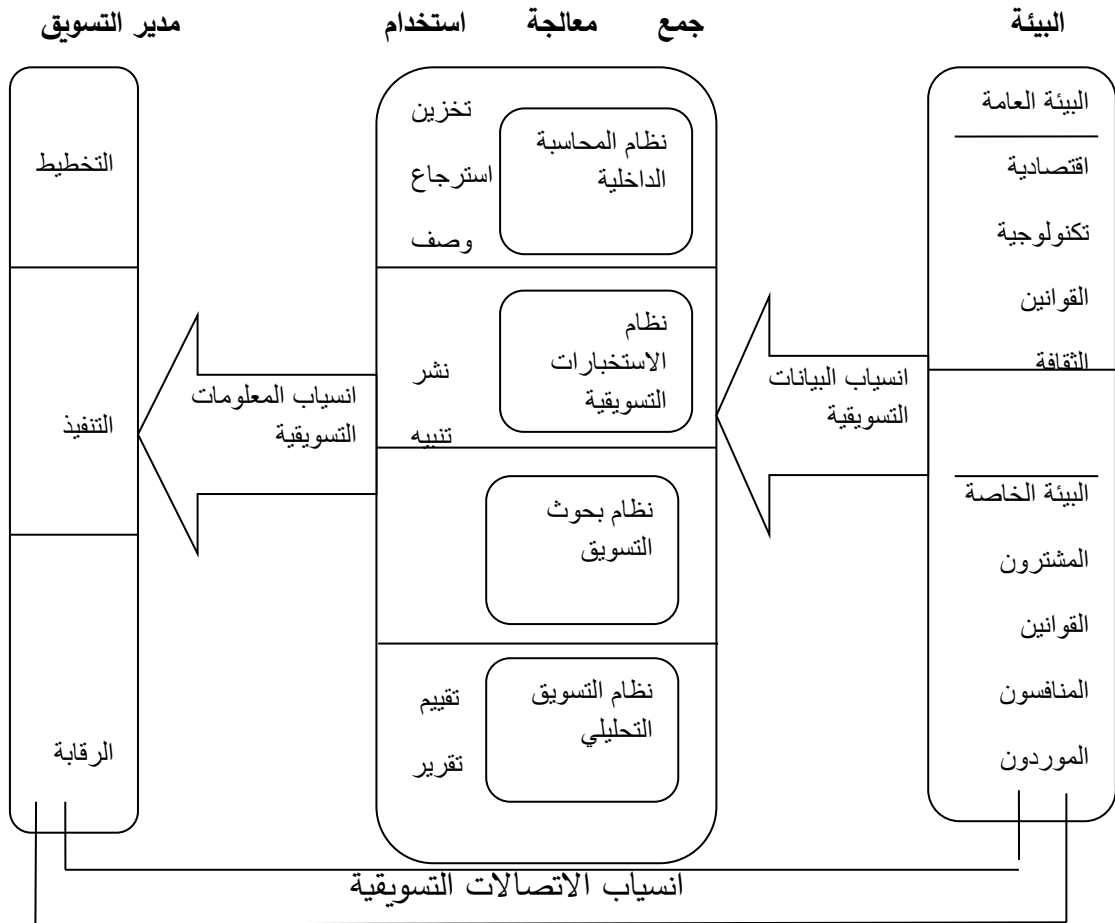 البيئة
جمع معالجة استخدام
مدير التسويق
البيئة العامة
اقتصادية
تكنولوجية
القوانين
الثقافة
البيئة الخاصة
المشترون
القوانين
المنافسون
الموردون
انسياب البيانات
التسويقية
نظام المحاسبة
الداخلية
تخزين
استرجاع
وصف
نظام
الاستخبارات
التسويقية
نشر
تنبيه
نظام بحوث
التسويق
نظام التسويق
التحليلي
تقييم
تقرير
انسياب المعلومات
التسويقية
التخطيط
التنفيذ
الرقابة
انسياب الاتصالات التسويقية